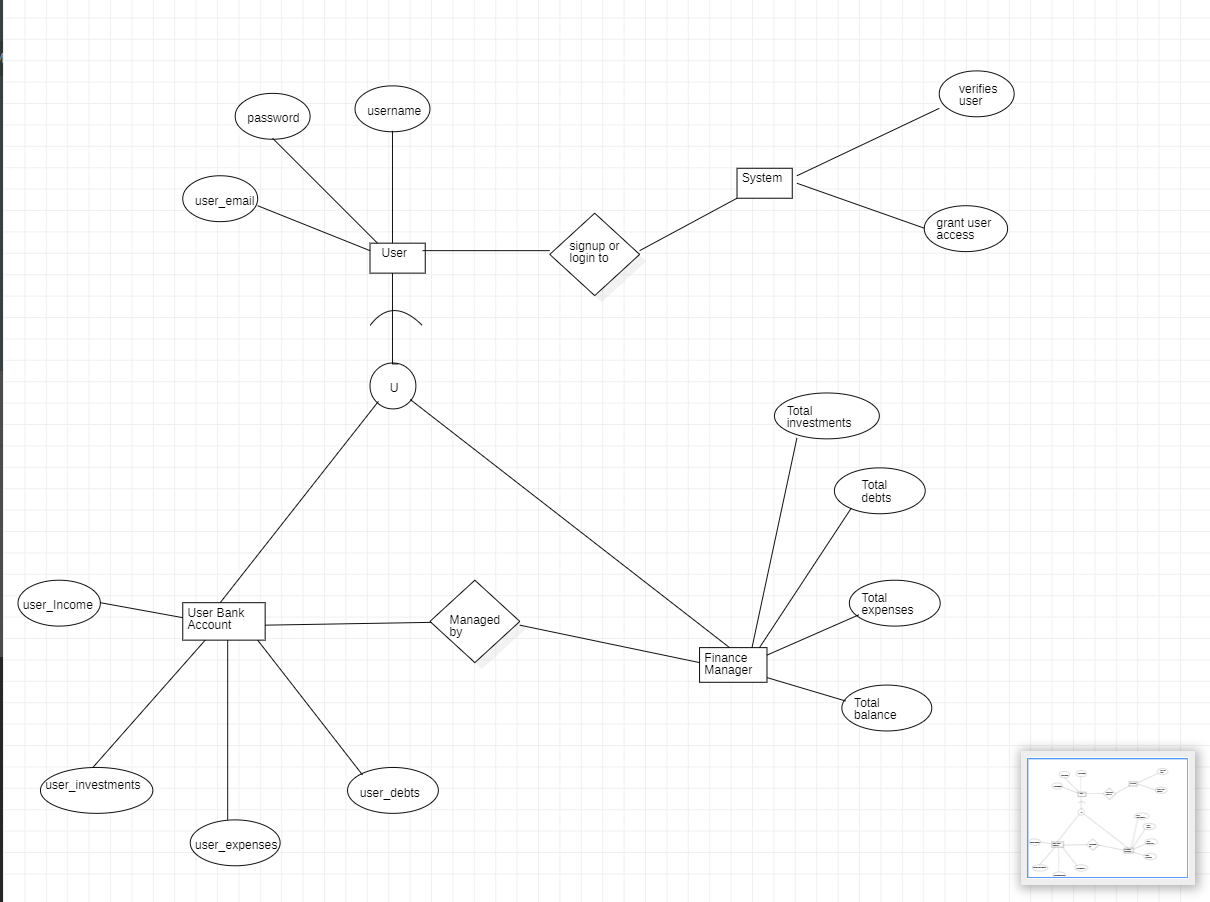 verifies
user
password
username
System
user_email
grant user
access
User
signup or
login to
U
Total
investments
Total
debts
user_Income
User Bank
Account
Managed
by
Total
expenses
Finance
Manager
Total
balance
user_investments
user_debts
user_expenses